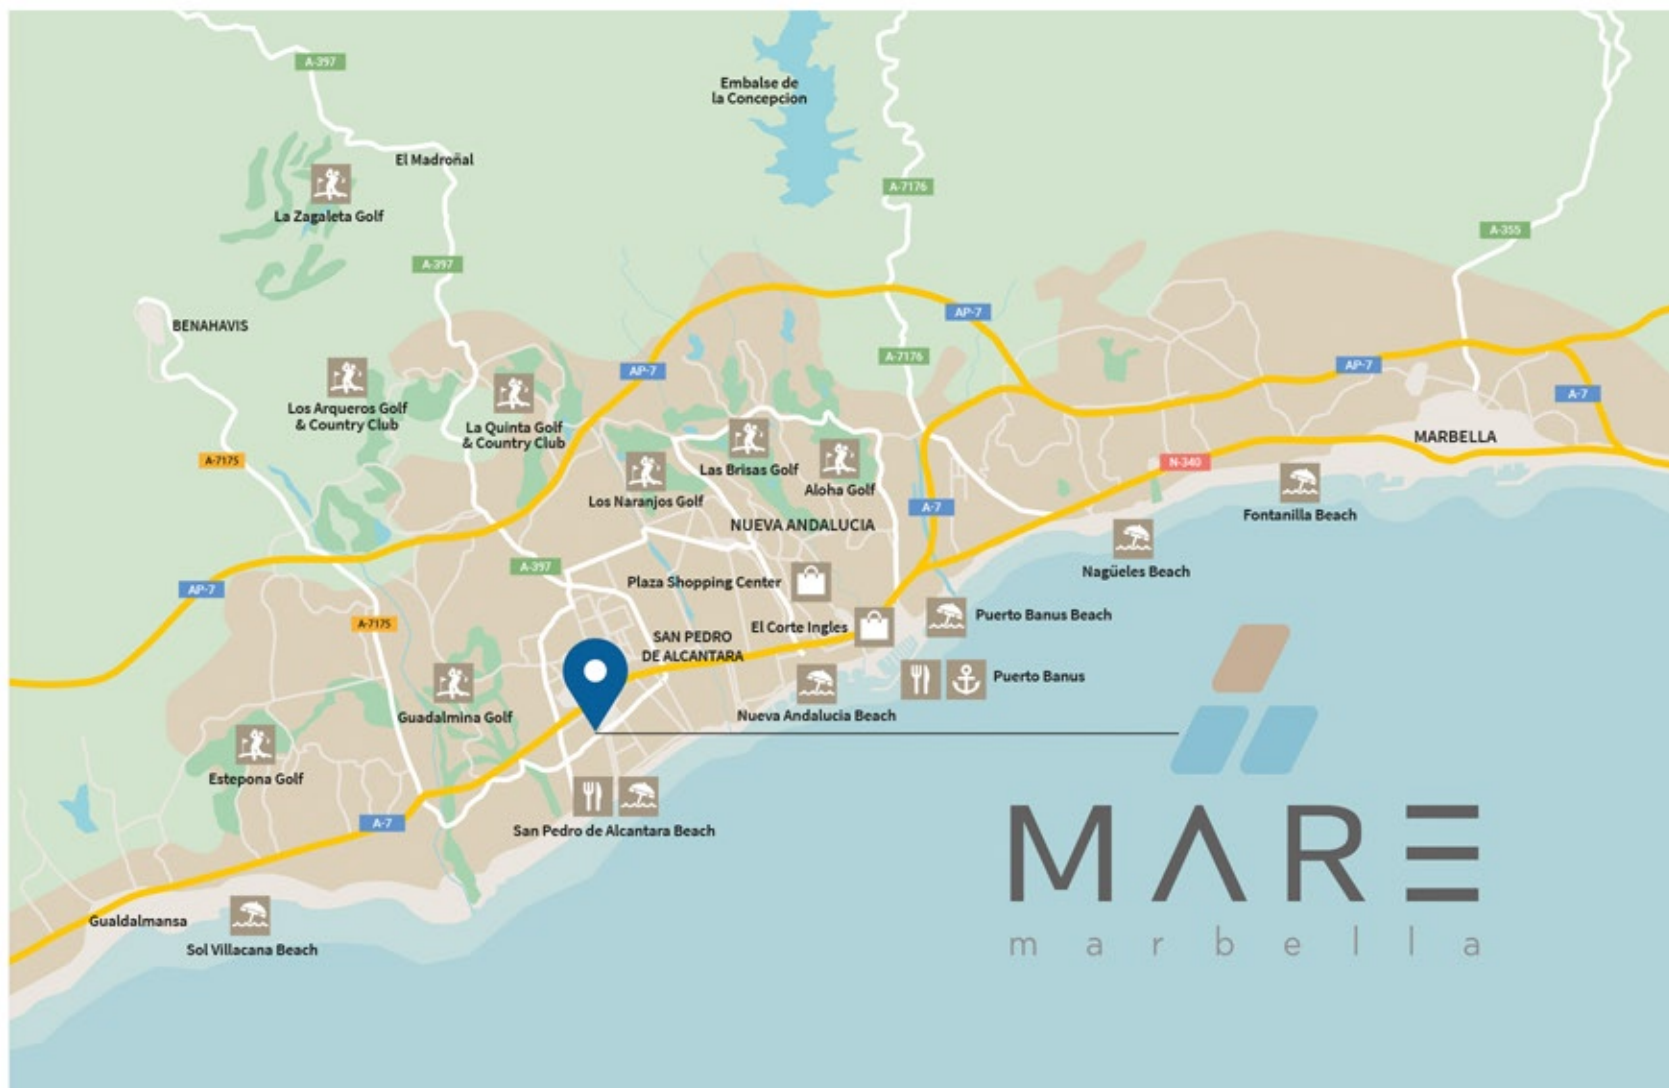 A-397
Embalse de
la Concepcion
El Madroñal
A-7176
La Zagaleta Golf
A-355
A-397
AP-7
BENAHAVIS
A-7176
AP-7
AP-7
A-7
Los Arqueros Golf
& Country Club
La Quinta Golf
& Country Club
MARBELLA
A-7175
N-340
Las Brisas Golf
Aloha Golf
Los Naranjos Golf
A-7
Fontanilla Beach
NUEVA ANDALUCIA
A-397
Nagüeles Beach
Plaza Shopping Center
AP-7
A-7175
El Corte Ingles
Puerto Banus Beach
SAN PEDRO
DE ALCANTARA
Puerto Banus
Guadalmina Golf
Nueva Andalucia Beach
Estepona Golf
A-7
San Pedro de Alcantara Beach
MARE
marbella
Gualdalmansa
Sol Villacana Beach